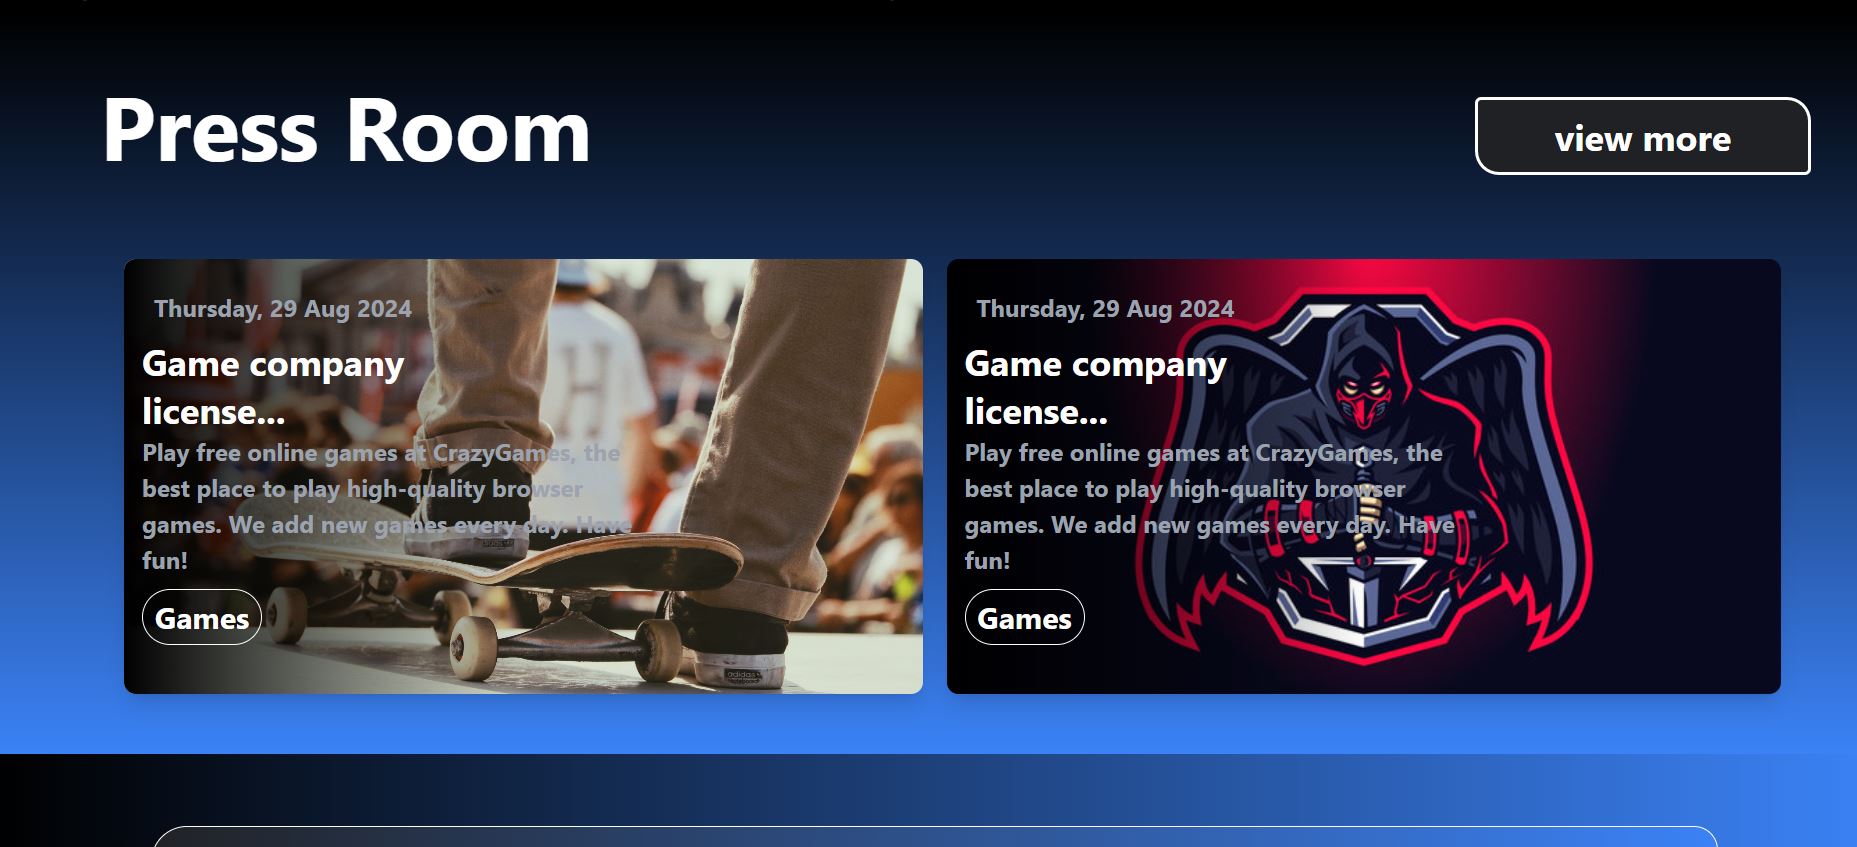 Press Room
view more
Thursday, 29 Aug 2024
Game company
license...
Play free online games at CrazyGames, the
best place to play high-quality browser
games. We add new games every day. Have
fun!
Games
H
adidas
Thursday, 29 Aug 2024
Game company
license...
Play free online games at CrazyGames, the
best place to play high-quality browser
games. We add new games every day. Have
fun!
Games